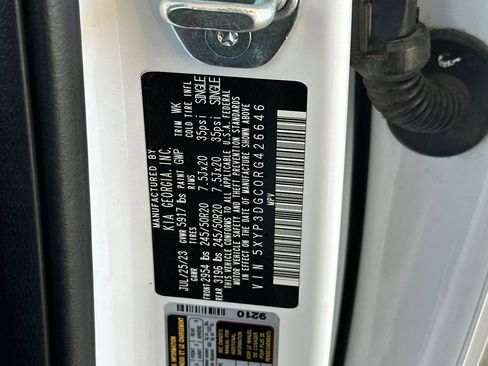 MANUFACTURED BY
KIA GEORGIA, INC.
JUL/25/23 PAINT GWP TRIM WK
GVWR 5917 lbs
GAWR TIRES RIMS COLD TIRE INFL
FRONT 2954 lbs 245/50R20 7.5Jx20 35psi SINGLE
REAR 3196 lbs 245/50R20 7.5Jx20 35psi SINGLE
THIS VEHICLE CONFORMS TO ALL APPLICABLE U.S.A. FEDERAL
MOTOR VEHICLE SAFETY, BUMPER, AND THEFT PREVENTION STANDARDS
IN EFFECT ON THE DATE OF MANUFACTURE SHOWN ABOVE
MPV
VIN 5XYP3DGC0RG426646
9210